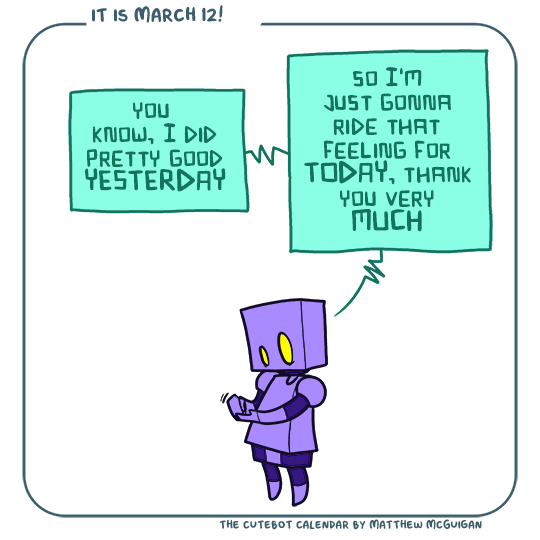 IT IS MARCH 12!
YOU
KNOW, I DID
PRETTY GOOD
YESTERDAY
SO I'M
JUST GONNA
RIDE THAT
FEELING FOR
TODAY, THANK
YOU VERY
MUCH
THE CUTEBOT CALENDAR BY MATTHEW MCGUIGAN